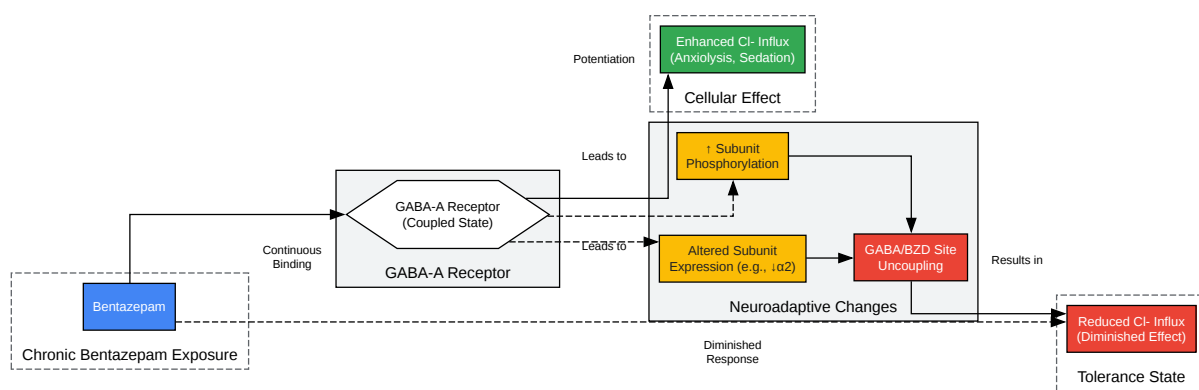 Enhanced Cl- Influx
(Anxiolysis, Sedation)
Potentiation
Cellular Effect
Leads to
↑ Subunit
Phosphorylation
GABA-A Receptor
(Coupled State)
Continuous
Binding
GABA-A Receptor
Leads to
Altered Subunit
Expression (e.g., ↓α2)
GABA/BZD Site
Uncoupling
Results in
Neuroadaptive Changes
Bentazepam
Chronic Bentazepam Exposure
Diminished
Response
Reduced Cl- Influx
(Diminished Effect)
Tolerance State